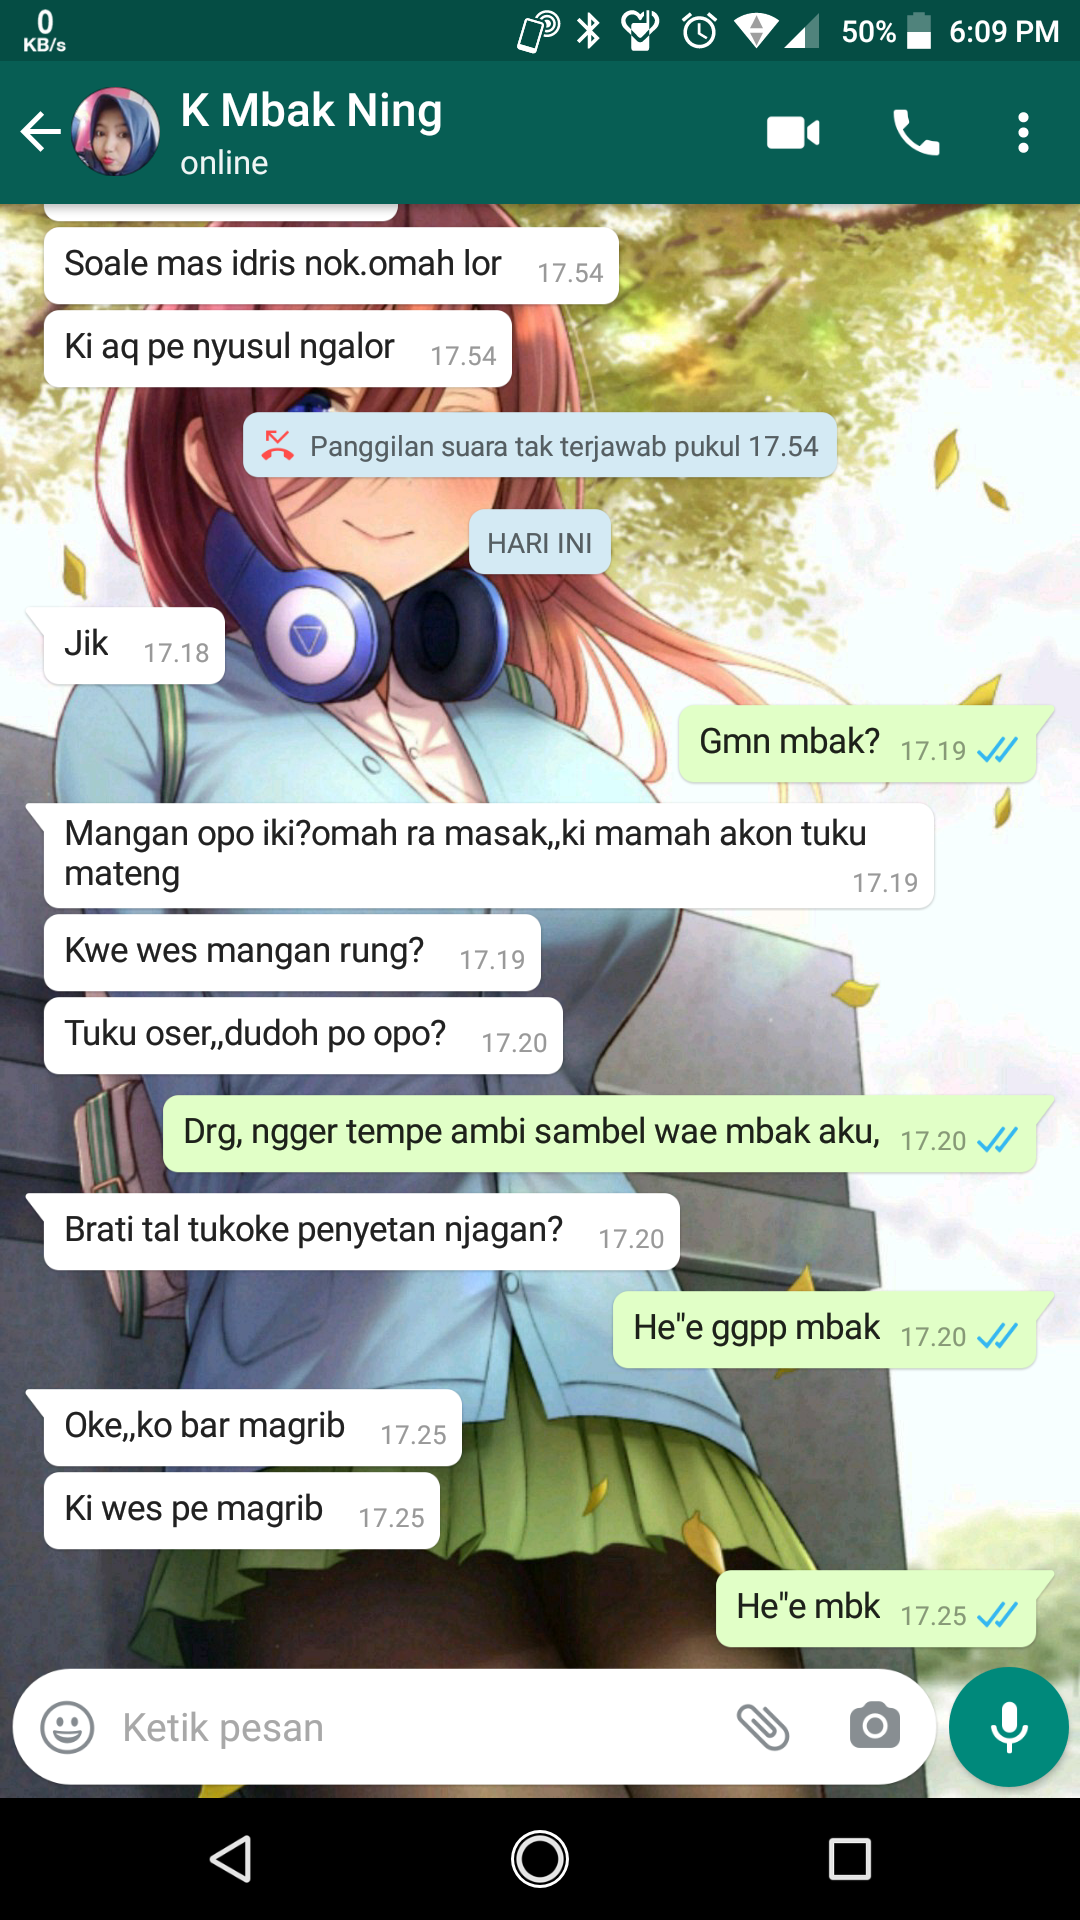 0
KB/s
50%
6:09 PM
K Mbak Ning
online
Soale mas idris nok.omah lor 17.54
Ki aq pe nyusul ngalor 17.54
Panggilan suara tak terjawab pukul 17.54
HARI INI
Jik 17.18
Gmn mbak? 17.19
Mangan opo iki?omah ra masak,,ki mamah akon tuku
mateng 17.19
Kwe wes mangan rung? 17.19
Tuku oser,,dudoh po opo? 17.20
Drg, ngger tempe ambi sambel wae mbak aku, 17.20
Brati tal tukoke penyetan njagan? 17.20
He"e ggpp mbak 17.20
Oke,,ko bar magrib 17.25
Ki wes pe magrib 17.25
He"e mbk 17.25
Ketik pesan